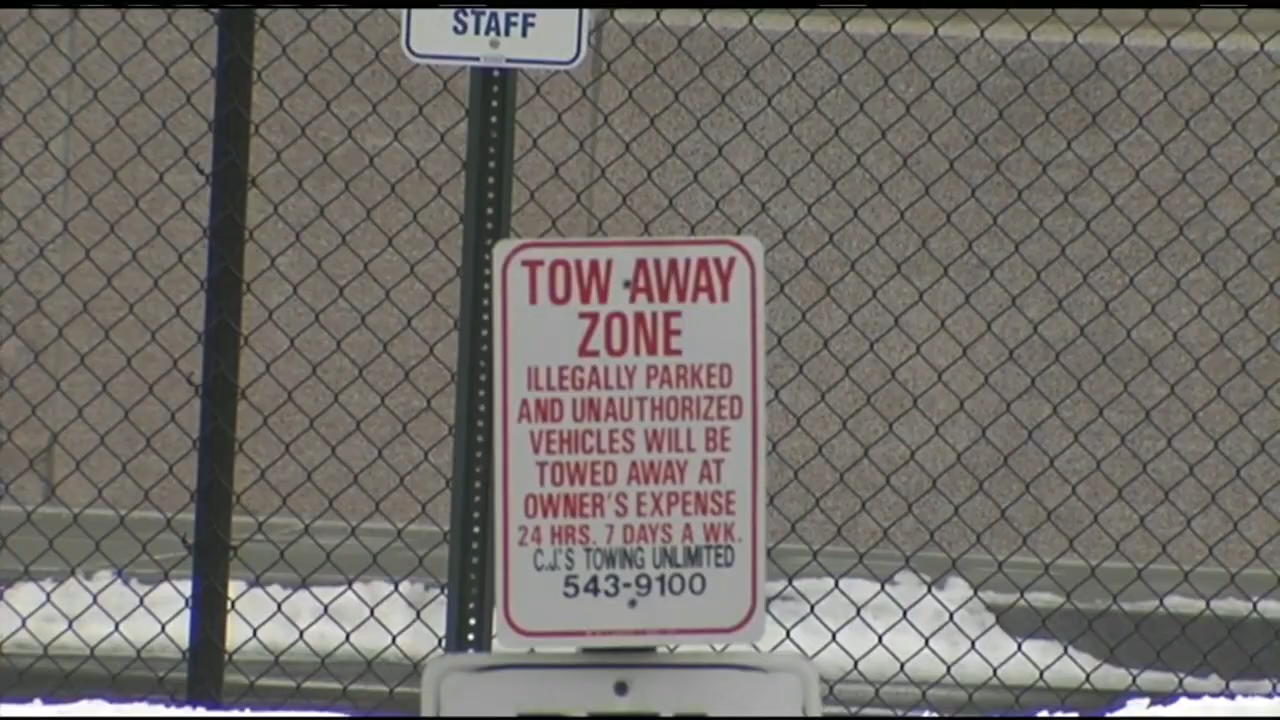 STAFF
TOW AWAY
ZONE
ILLEGALLY PARKED
AND UNAUTHORIZED
VEHICLES WILL BE
TOWED AWAY AT
OWNER'S EXPENSE
24 HRS. 7 DAYS A WK.
C.J.'S TOWING UNLIMITED
543-9100